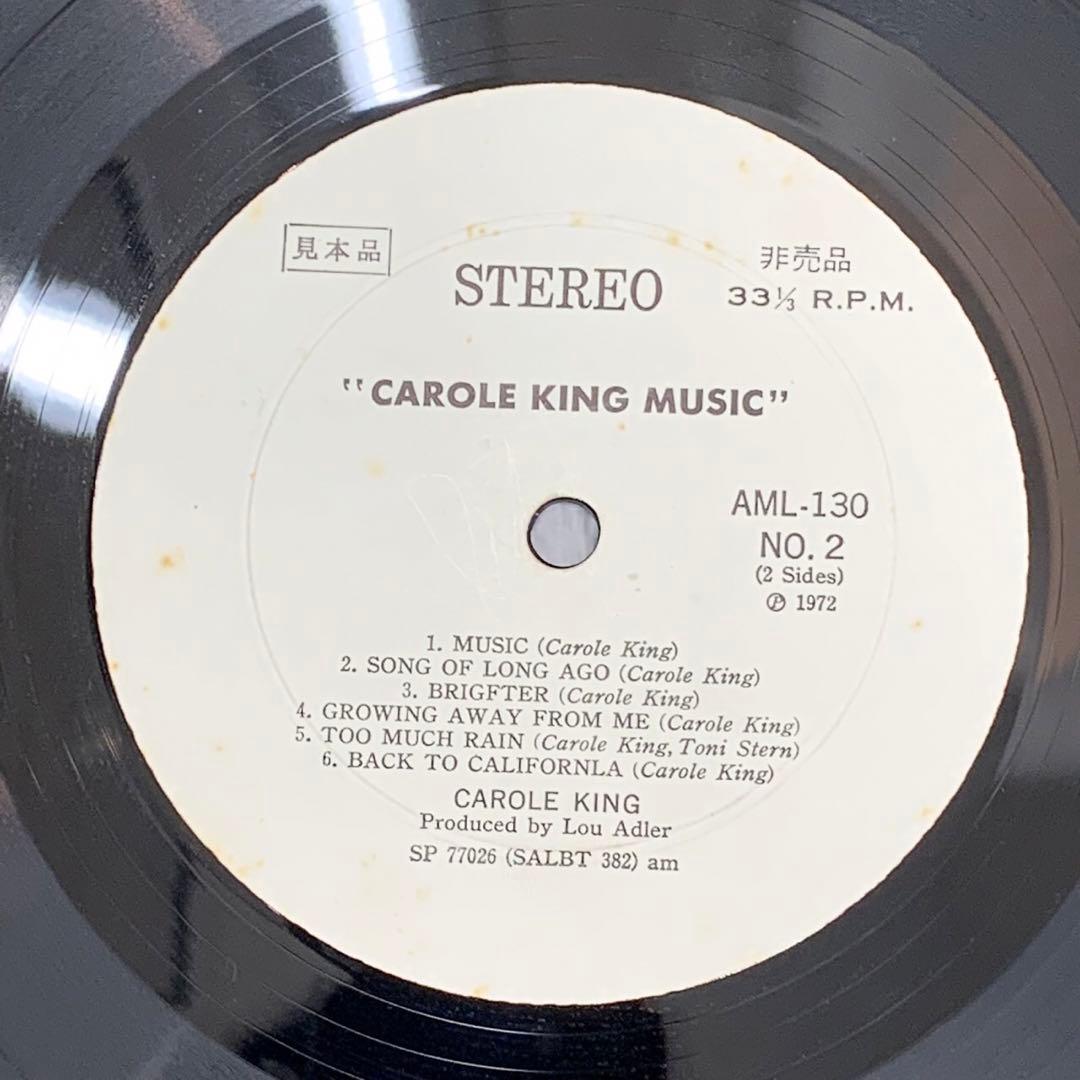 見本品
STEREO
非売品
33⅓ R.P.M.
"CAROLE KING MUSIC"
AML-130
NO. 2
(2 Sides)
Ⓟ 1972
1. MUSIC (Carole King)
2. SONG OF LONG AGO (Carole King)
3. BRIGFTER (Carole King)
4. GROWING AWAY FROM ME (Carole King)
5. TOO MUCH RAIN (Carole King, Toni Stern)
6. BACK TO CALIFORNLA (Carole King)
CAROLE KING
Produced by Lou Adler
SP 77026 (SALBT 382) am